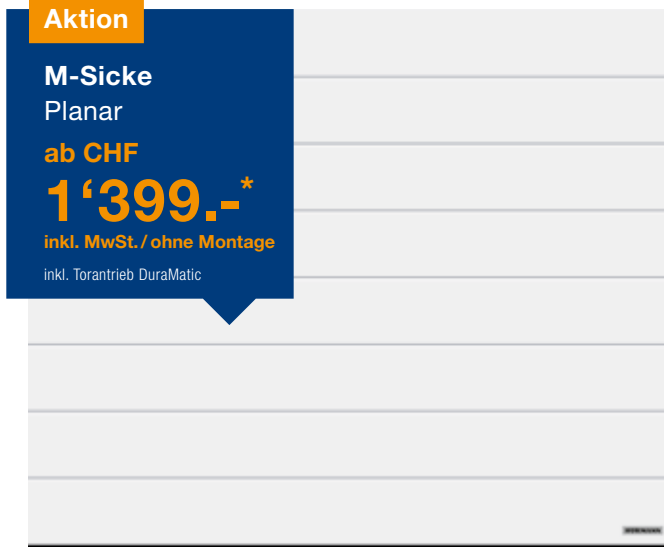 Aktion
M-Sicke
Planar
ab CHF
1‘399.-*
inkl. MwSt. / ohne Montage
inkl. Torantrieb DuraMatic